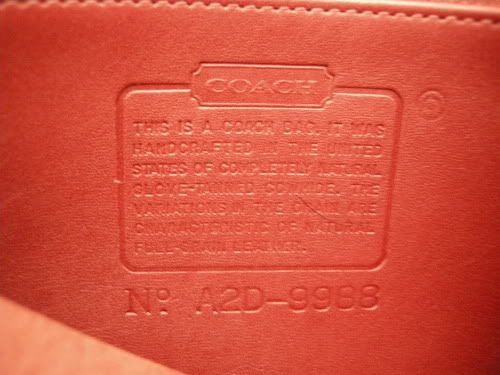 COACH
THIS IS A COACH BAG. IT WAS
HANDCRAFTED IN THE UNITED
STATES OF COMPLETELY NATURAL
GLOVE-TANNED COWHIDE. THE
VARIATIONS IN THE GRAIN ARE
CHARACTERISTIC OF NATURAL
FULL-GRAIN LEATHER.
Nº A2D-9988